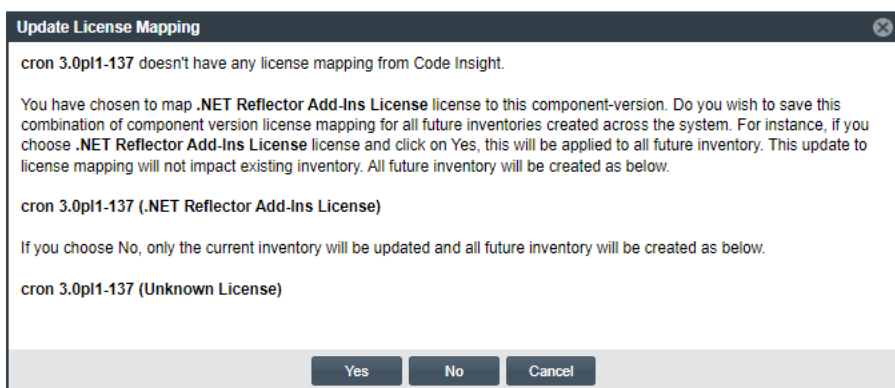 Update License Mapping
cron 3.0pl1-137 doesn't have any license mapping from Code Insight.
You have chosen to map .NET Reflector Add-Ins License license to this component-version. Do you wish to save this
combination of component version license mapping for all future inventories created across the system. For instance, if you
choose .NET Reflector Add-Ins License license and click on Yes, this will be applied to all future inventory. This update to
license mapping will not impact existing inventory. All future inventory will be created as below.
cron 3.0pl1-137 (.NET Reflector Add-Ins License)
If you choose No, only the current inventory will be updated and all future inventory will be created as below.
cron 3.0pl1-137 (Unknown License)
Yes No Cancel